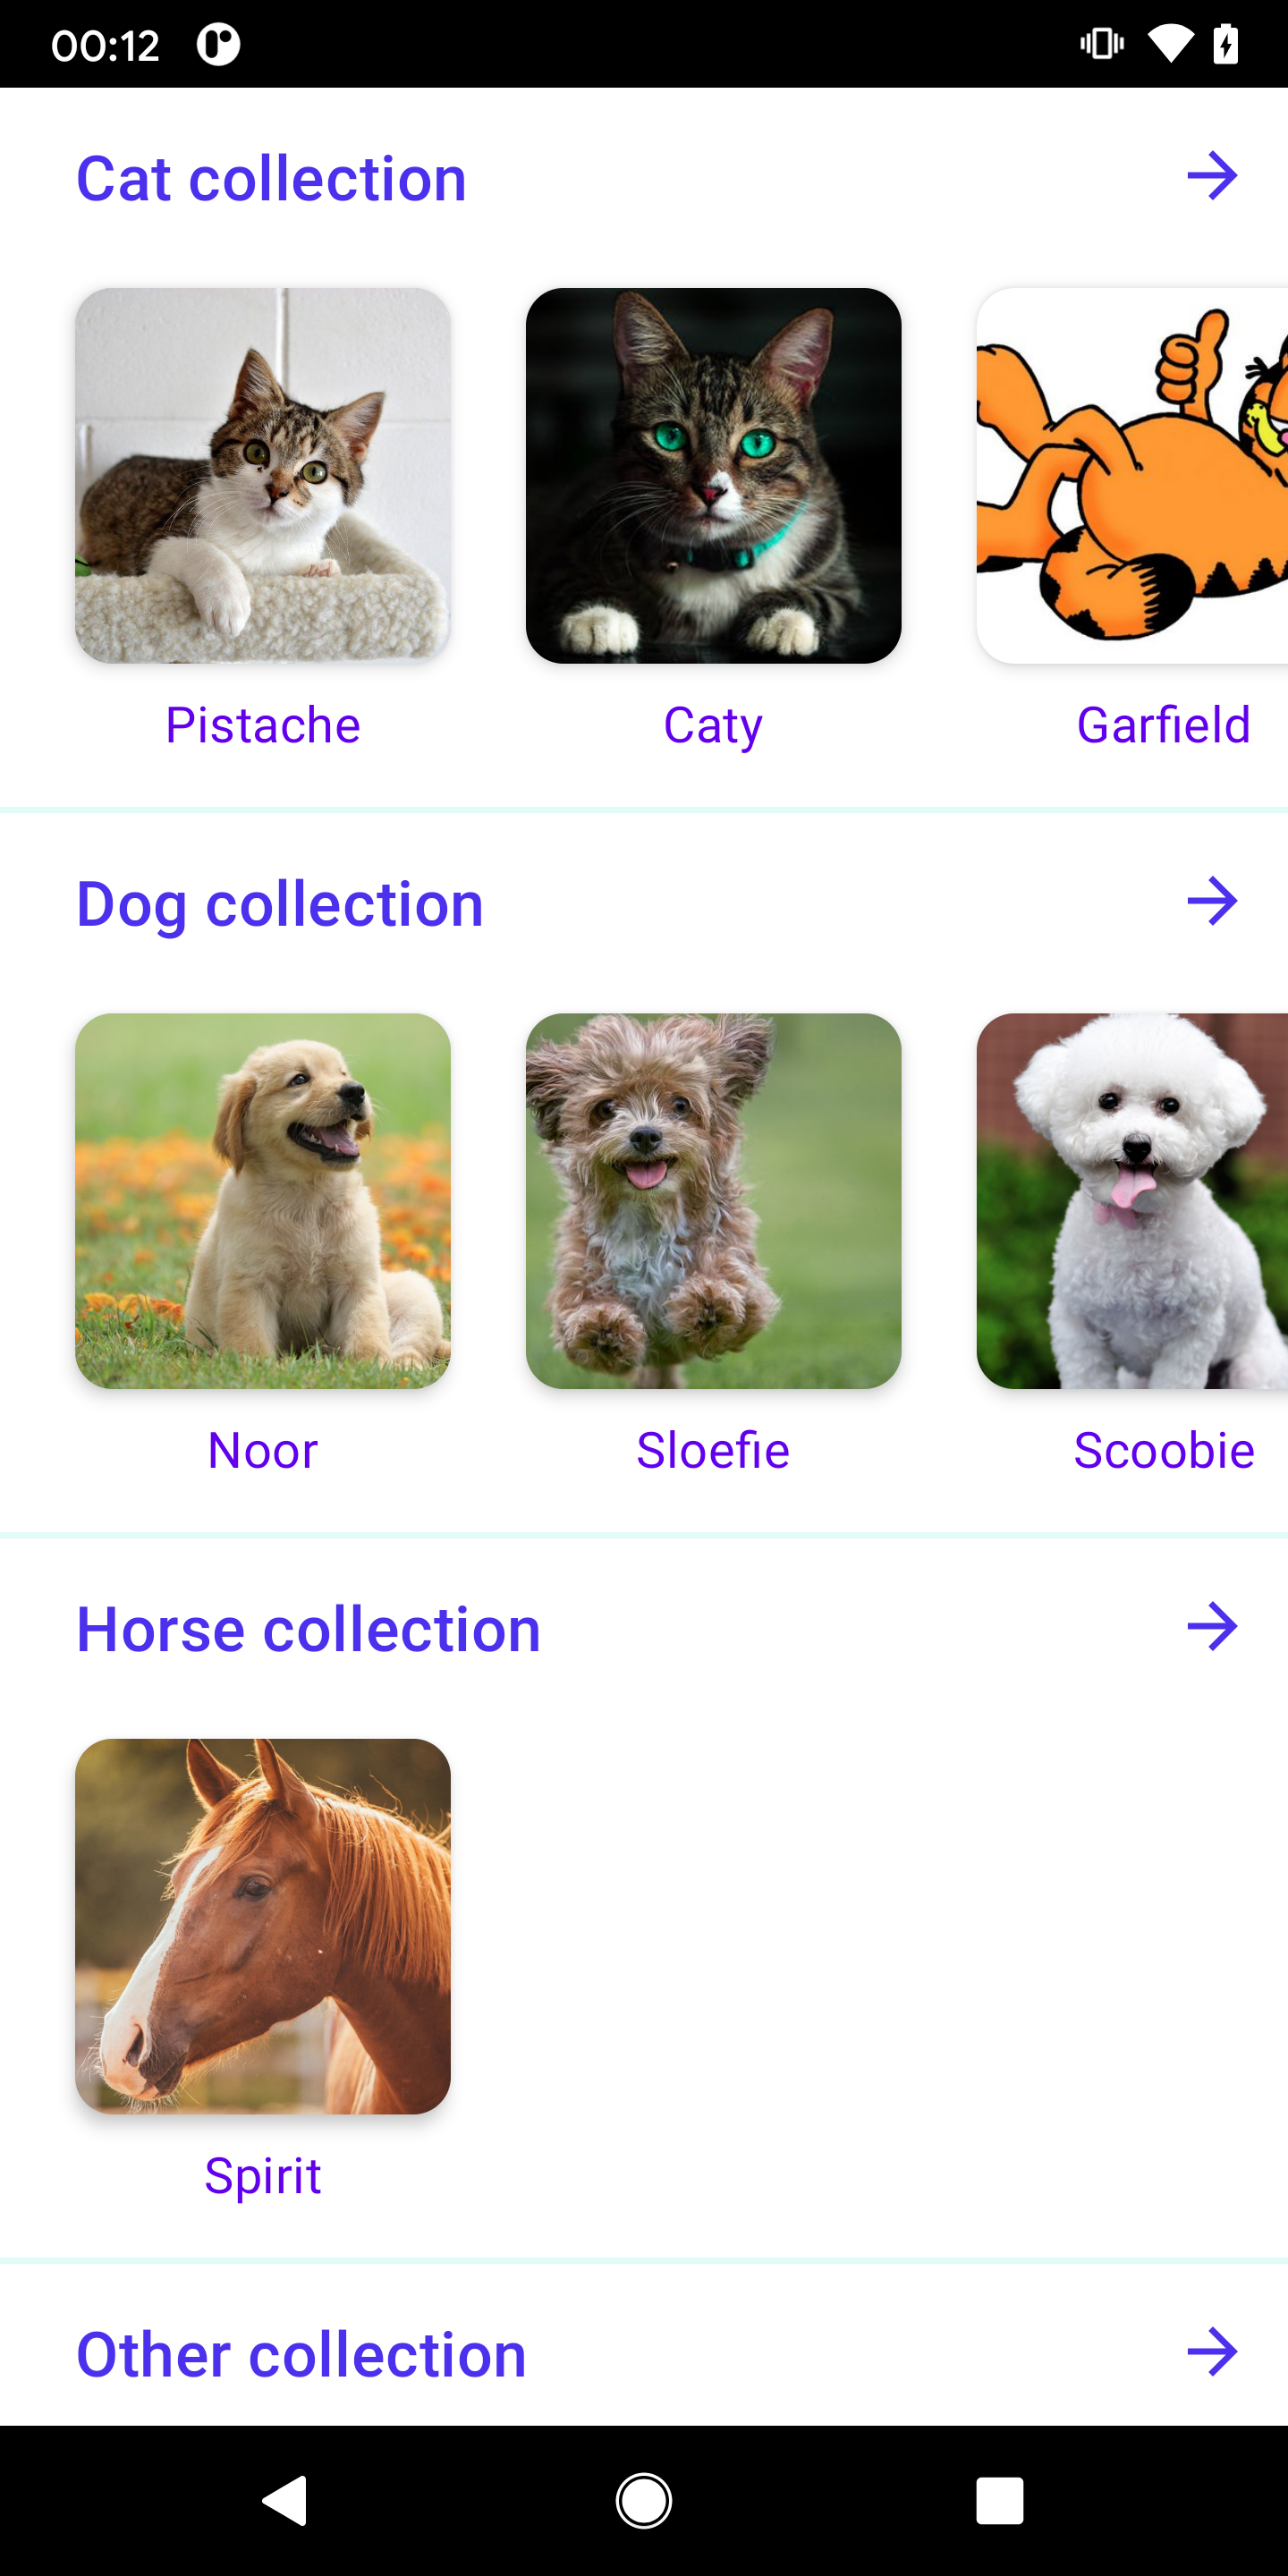 00:12
Cat collection
Pistache
Caty
Garfield
Dog collection
Noor
Sloefie
Scoobie
Horse collection
Spirit
Other collection